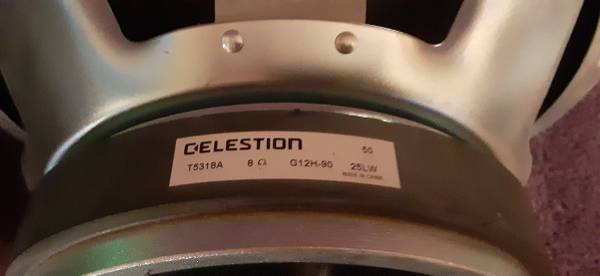 CELESTION 50
T5318A 8 Ω G12H-90 25LW
MADE IN CHINA